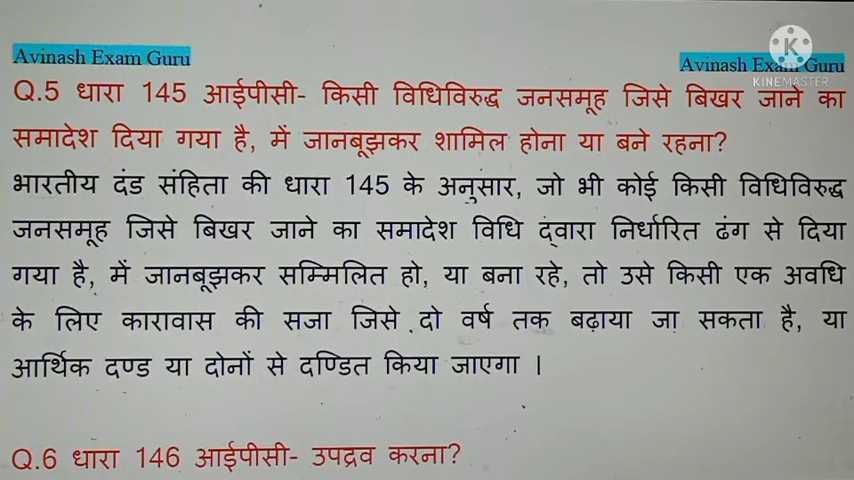 Avinash Exam Guru
Avinash Exam Guru
KINEMASTER
Q.5 धारा 145 आईपीसी- किसी विधिविरुद्ध जनसमूह जिसे बिखर जाने का
समादेश दिया गया है, में जानबूझकर शामिल होना या बने रहना?
भारतीय दंड संहिता की धारा 145 के अनुसार, जो भी कोई किसी विधिविरुद्ध
जनसमूह जिसे बिखर जाने का समादेश विधि द्वारा निर्धारित ढंग से दिया
गया है, में जानबूझकर सम्मिलित हो, या बना रहे, तो उसे किसी एक अवधि
के लिए कारावास की सजा जिसे दो वर्ष तक बढ़ाया जा सकता है, या
आर्थिक दण्ड या दोनों से दण्डित किया जाएगा ।
Q.6 धारा 146 आईपीसी- उपद्रव करना?